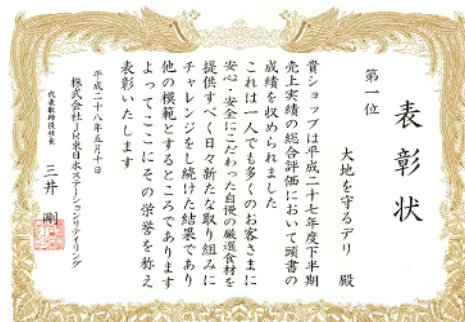 表彰状
大地を守るデリ 殿
第一位
貴ショップは平成二十七年度下半期
売上実績の総合評価において頭書の
成績を収められました
これは一人でも多くのお客さまに
安心・安全にこだわった自慢の厳選食材を
提供すべく日々新たな取り組みに
チャレンジをし続けた結果であり
他の模範とするところであります
よってここにその栄誉を称え
表彰いたします
平成二十八年五月十日
株式会社JR東日本ステーションリテイリング
代表取締役社長 三井 剛